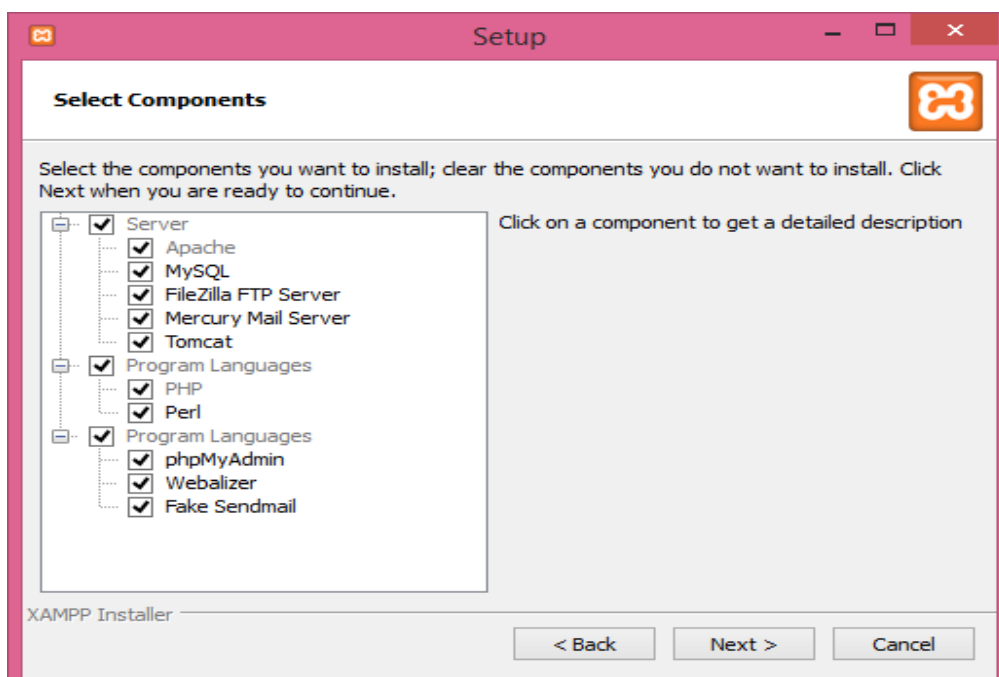 Setup
Select Components
Select the components you want to install; clear the components you do not want to install. Click
Next when you are ready to continue.
Server
Apache
MySQL
FileZilla FTP Server
Mercury Mail Server
Tomcat
Program Languages
PHP
Perl
Program Languages
phpMyAdmin
Webalizer
Fake Sendmail
Click on a component to get a detailed description
XAMPP Installer
< Back
Next >
Cancel